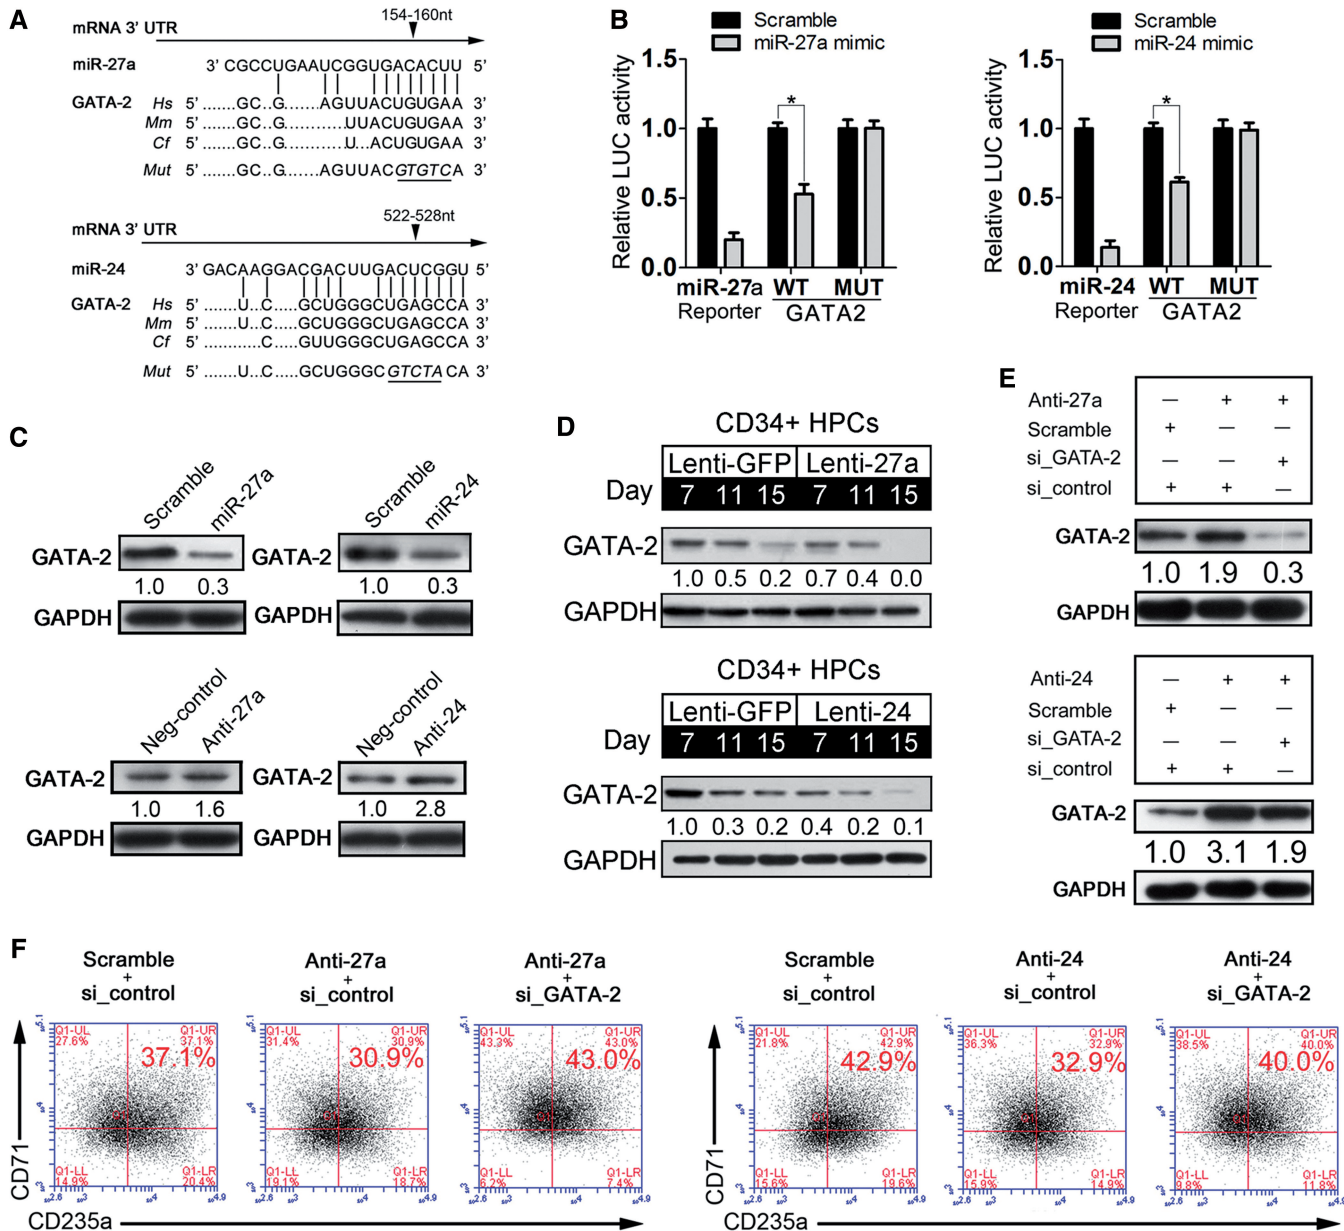 A
154-160nt
mRNA 3' UTR
miR-27a 3' CGCCUGAAUCGGUGACACUU 5'
GATA-2 Hs 5' .......GC..G.......AGUUACUGUGAA 3'
Mm 5' .......GC..G...........UUACUGUGAA 3'
Cf 5' .......GC..G...........U..ACUGUGAA 3'
Mut 5' .......GC..G.......AGUUACGTGTCA 3'
522-528nt
mRNA 3' UTR
miR-24 3' GACAAGGACGACUUGACUCGGU 5'
GATA-2 Hs 5' .......U...C.....GCUGGGCUGAGCCA 3'
Mm 5' .......U...C.....GCUGGGCUGAGCCA 3'
Cf 5' ............C.....GUUGGGCUGAGCCA 3'
Mut 5' .......U...C.....GCUGGGCGTCTACA 3'
B
Scramble
miR-27a mimic
Relative LUC activity
1.5
1.0
0.5
0.0
*
miR-27a WT MUT
Reporter GATA2
Scramble
miR-24 mimic
Relative LUC activity
1.5
1.0
0.5
0.0
*
miR-24 WT MUT
Reporter GATA2
C
Scramble miR-27a
GATA-2
1.0 0.3
GAPDH
Scramble miR-24
GATA-2
1.0 0.3
GAPDH
Neg-control Anti-27a
GATA-2
1.0 1.6
GAPDH
Neg-control Anti-24
GATA-2
1.0 2.8
GAPDH
D
CD34+ HPCs
Lenti-GFP Lenti-27a
Day 7 11 15 7 11 15
GATA-2
1.0 0.5 0.2 0.7 0.4 0.0
GAPDH
CD34+ HPCs
Lenti-GFP Lenti-24
Day 7 11 15 7 11 15
GATA-2
1.0 0.3 0.2 0.4 0.2 0.1
GAPDH
E
Anti-27a — + +
Scramble + — —
si_GATA-2 — — +
si_control + + —
GATA-2
1.0 1.9 0.3
GAPDH
Anti-24 — + +
Scramble + — —
si_GATA-2 — — +
si_control + + —
GATA-2
1.0 3.1 1.9
GAPDH
F
Scramble
+
si_control
Q1-UL
27.6%
Q1-UR
37.1%
37.1%
Q1-LL
14.9%
Q1-LR
20.4%
Anti-27a
+
si_control
Q1-UL
31.4%
Q1-UR
30.9%
30.9%
Q1-LL
19.1%
Q1-LR
18.7%
Anti-27a
+
si_GATA-2
Q1-UL
43.3%
Q1-UR
43.0%
43.0%
Q1-LL
6.2%
Q1-LR
7.4%
CD71
CD235a
Scramble
+
si_control
Q1-UL
21.8%
Q1-UR
42.9%
42.9%
Q1-LL
15.6%
Q1-LR
19.6%
Anti-24
+
si_control
Q1-UL
36.3%
Q1-UR
32.9%
32.9%
Q1-LL
15.9%
Q1-LR
14.9%
Anti-24
+
si_GATA-2
Q1-UL
38.5%
Q1-UR
40.0%
40.0%
Q1-LL
9.8%
Q1-LR
11.8%
CD71
CD235a